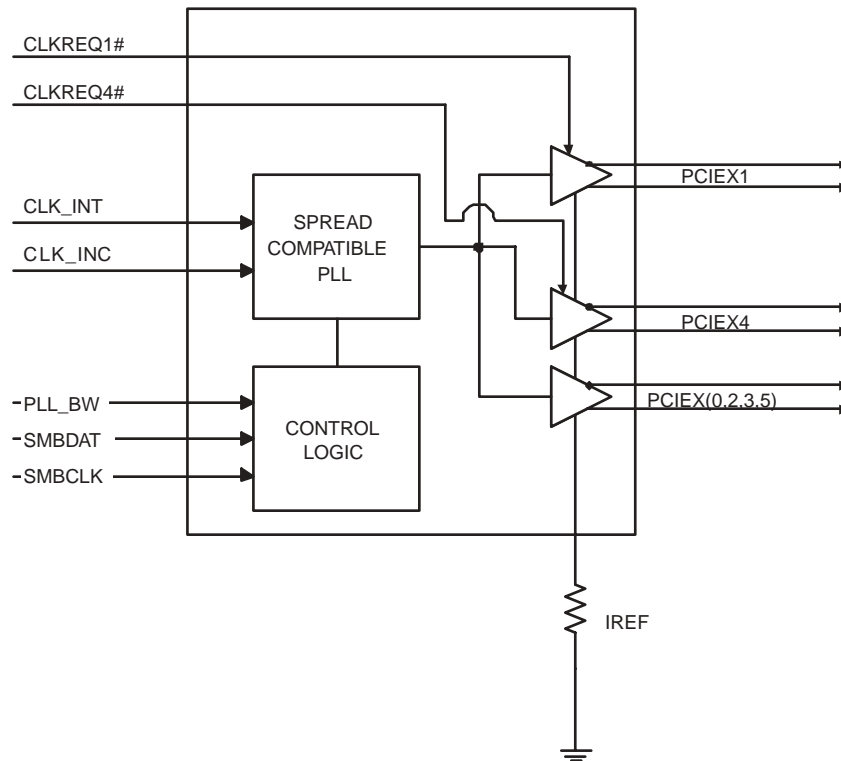 CLKREQ1#
CLKREQ4#
CLK_INT
CLK_INC
SPREAD
COMPATIBLE
PLL
PCIEX1
PCIEX4
PCIEX(0,2,3,5)
PLL_BW
SMBDAT
SMBCLK
CONTROL
LOGIC
IREF